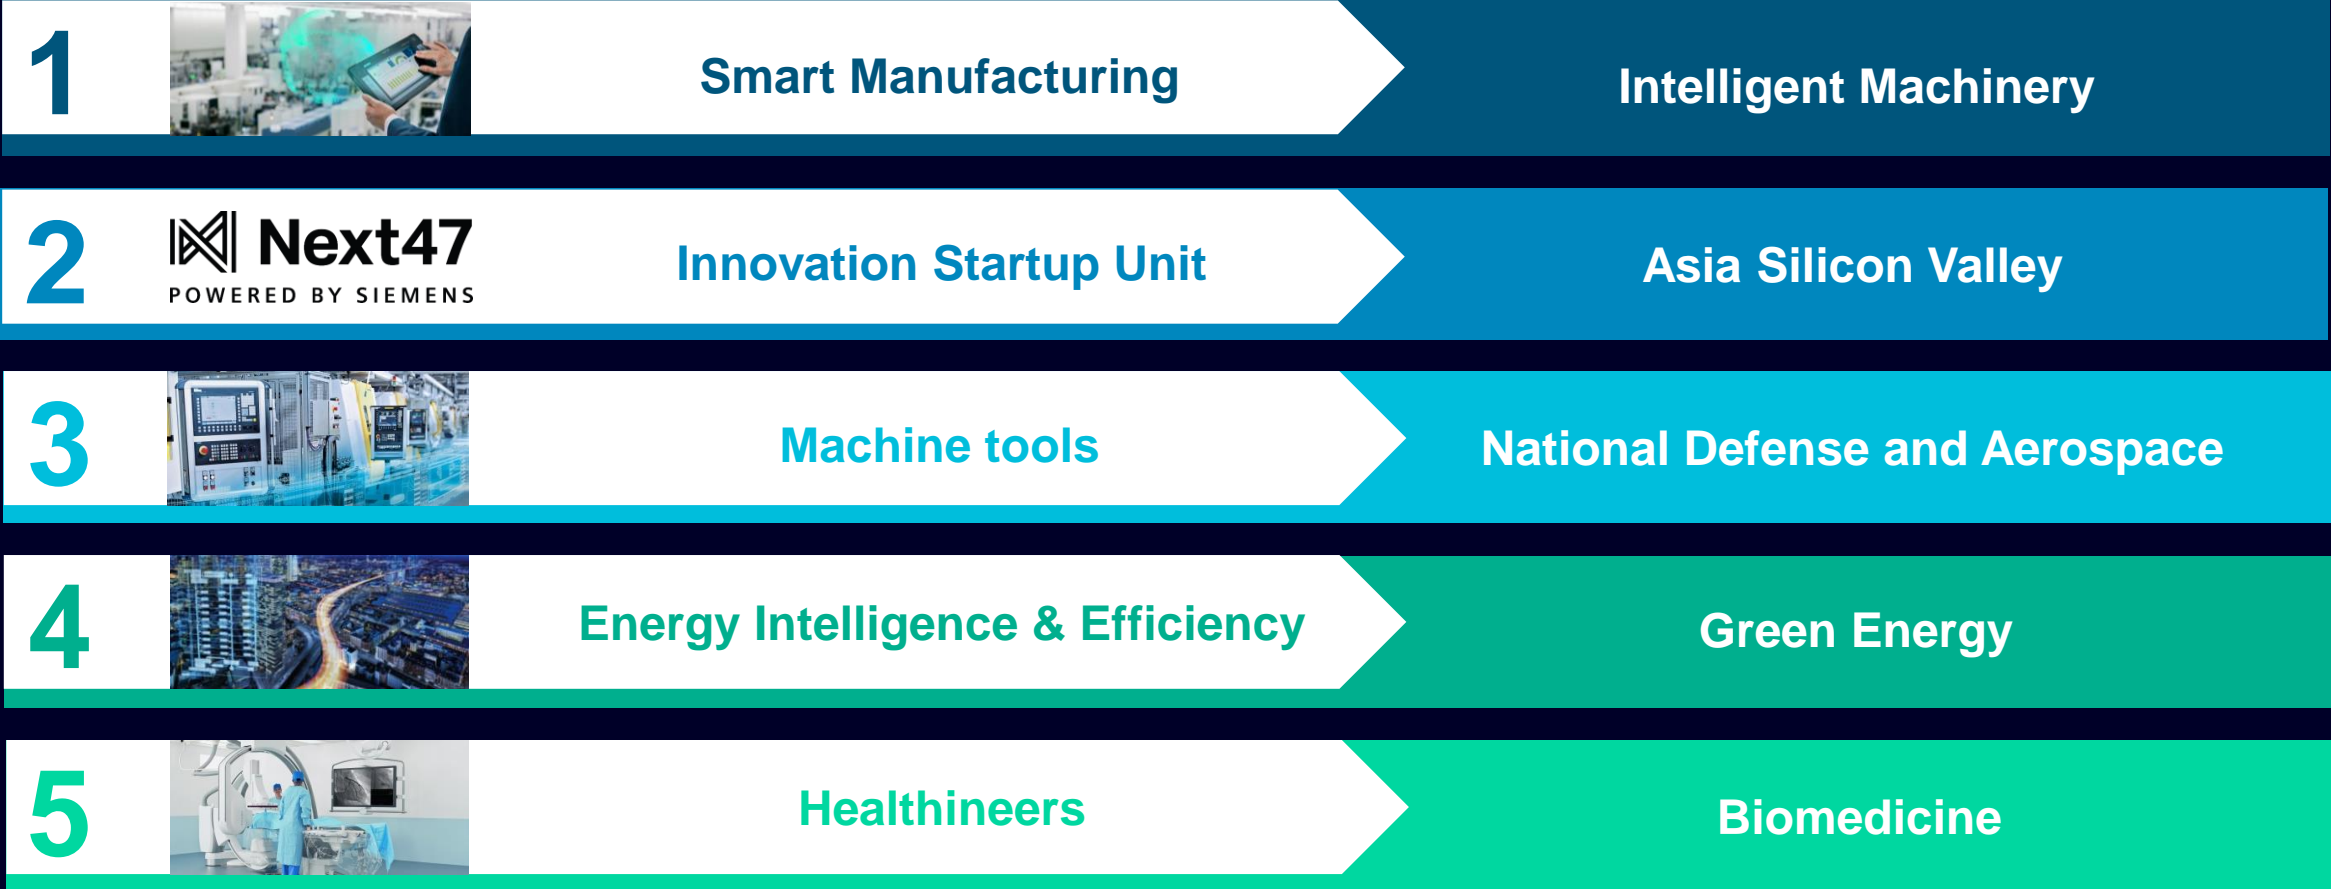 1
Smart Manufacturing
Intelligent Machinery
2
Next47
POWERED BY SIEMENS
Innovation Startup Unit
Asia Silicon Valley
3
Machine tools
National Defense and Aerospace
4
Energy Intelligence & Efficiency
Green Energy
5
Healthineers
Biomedicine